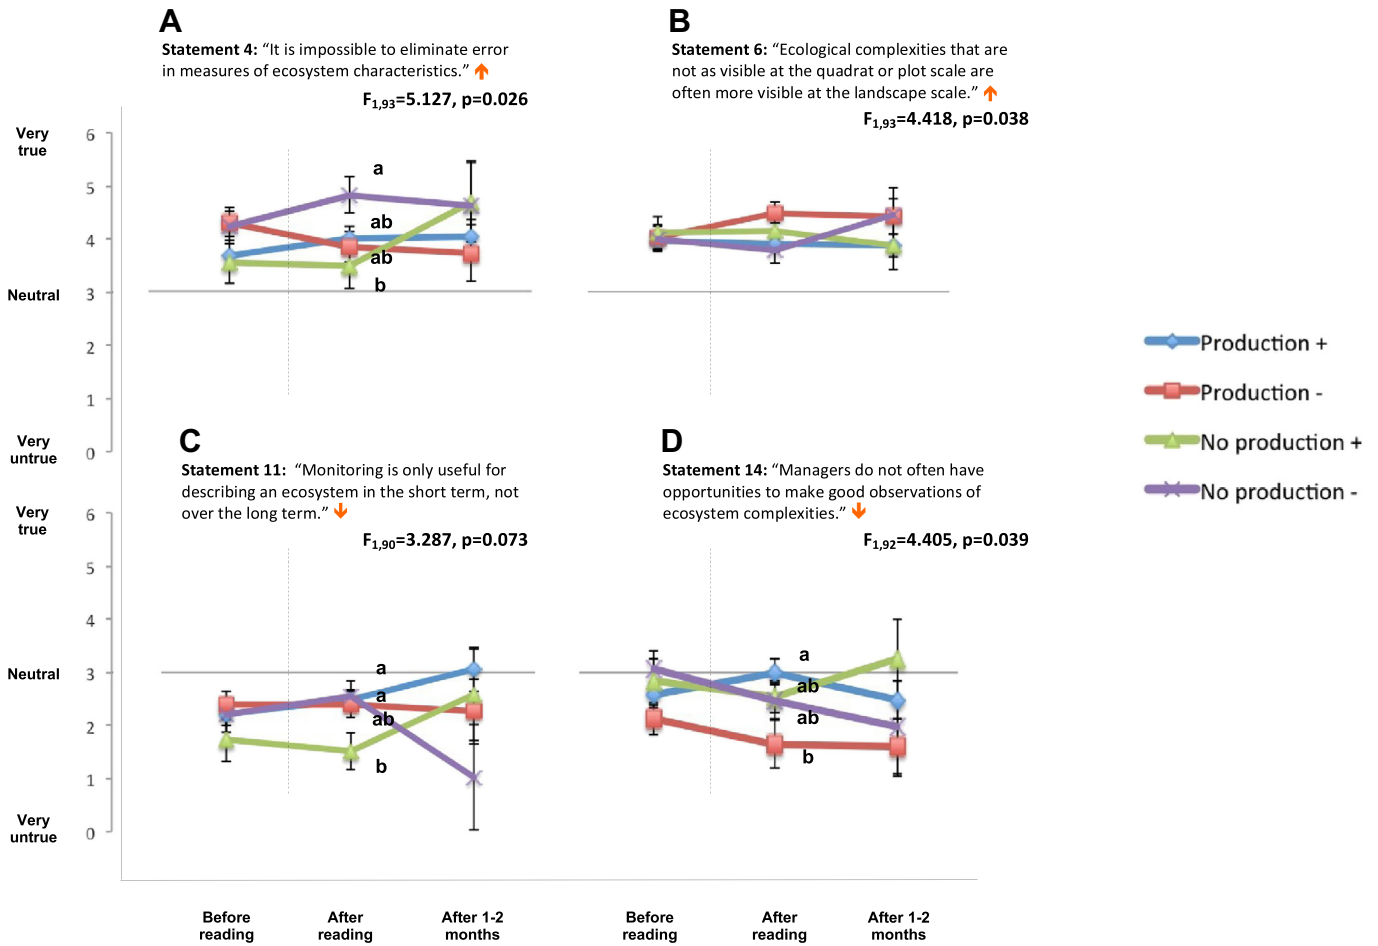 A
Statement 4: “It is impossible to eliminate error
in measures of ecosystem characteristics.”
F1,93=5.127, p=0.026
B
Statement 6: “Ecological complexities that are
not as visible at the quadrat or plot scale are
often more visible at the landscape scale.”
F1,93=4.418, p=0.038
Very
true
6
5
4
Neutral
3
2
1
Very
untrue
0
a
ab
ab
b
Production +
Production -
No production +
No production -
C
Statement 11: “Monitoring is only useful for
describing an ecosystem in the short term, not
over the long term.”
F1,90=3.287, p=0.073
D
Statement 14: “Managers do not often have
opportunities to make good observations of
ecosystem complexities.”
F1,92=4.405, p=0.039
Very
true
6
5
4
Neutral
3
2
1
Very
untrue
0
a
a
ab
b
a
ab
ab
b
Before
reading
After
reading
After 1-2
months
Before
reading
After
reading
After 1-2
months